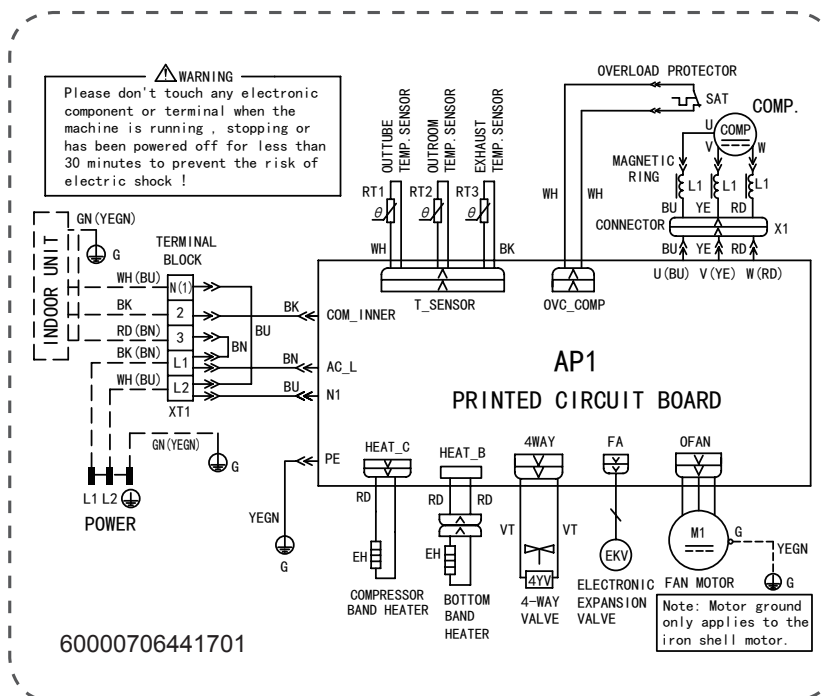 WARNING
Please don't touch any electronic
component or terminal when the
machine is running , stopping or
has been powered off for less than
30 minutes to prevent the risk of
electric shock !
OUTTUBE
TEMP.SENSOR
OUTROOM
TEMP.SENSOR
EXHAUST
TEMP.SENSOR
RT1
RT2
RT3
θ
θ
θ
WH
BK
T_SENSOR
OVERLOAD PROTECTOR
SAT
WH
WH
OVC_COMP
COMP.
COMP
U
V
W
MAGNETIC
RING
L1
L1
L1
BU
YE
RD
CONNECTOR
X1
BU
YE
RD
U(BU)
V(YE)
W(RD)
INDOOR UNIT
GN(YEGN)
G
TERMINAL
BLOCK
WH(BU)
N(1)
BK
2
RD(BN)
3
BK(BN)
L1
WH(BU)
L2
XT1
BU
BN
BK
COM_INNER
BN
AC_L
BU
N1
GN(YEGN)
G
L1
L2
POWER
PE
YEGN
G
AP1
PRINTED CIRCUIT BOARD
HEAT_C
RD
EH
COMPRESSOR
BAND HEATER
HEAT_B
RD
RD
EH
BOTTOM
BAND
HEATER
4WAY
VT
VT
4YV
4-WAY
VALVE
FA
EKV
ELECTRONIC
EXPANSION
VALVE
OFAN
M1
G
YEGN
G
FAN MOTOR
Note: Motor ground
only applies to the
iron shell motor.
60000706441701